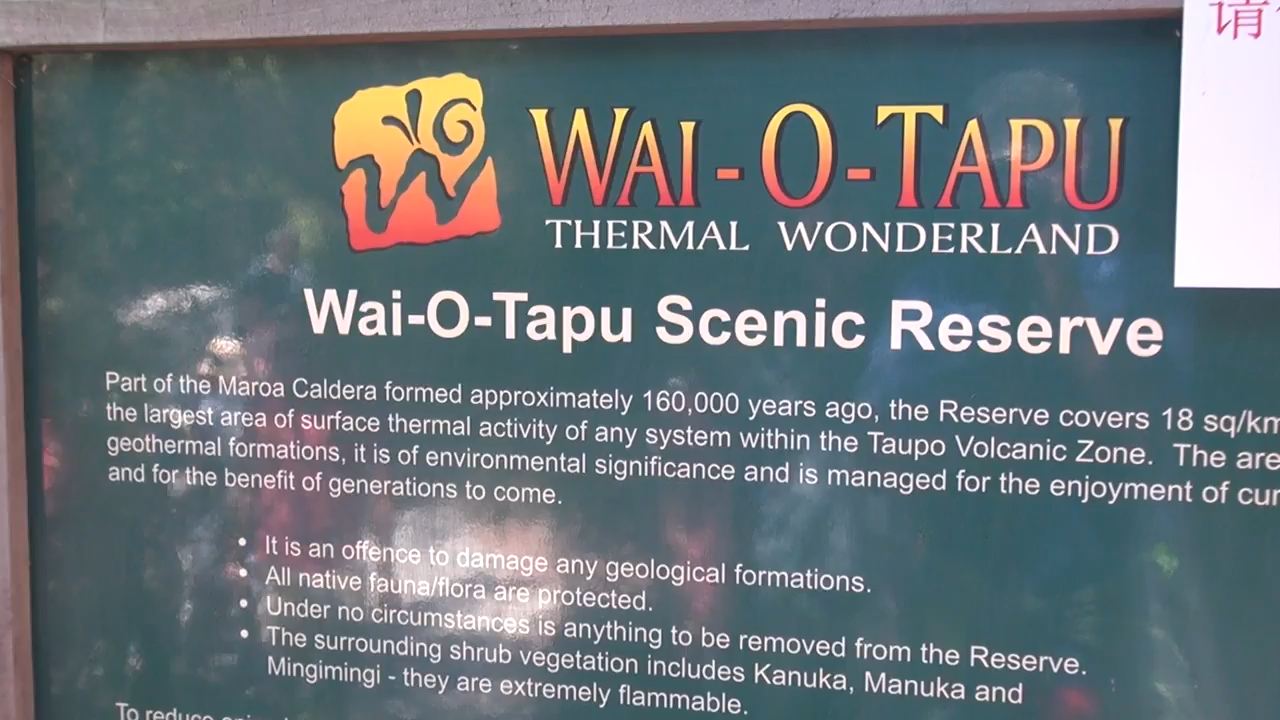 请
WAI-O-TAPU
THERMAL WONDERLAND
Wai-O-Tapu Scenic Reserve
Part of the Maroa Caldera formed approximately 160,000 years ago, the Reserve covers 18 sq/km
the largest area of surface thermal activity of any system within the Taupo Volcanic Zone. The are
geothermal formations, it is of environmental significance and is managed for the enjoyment of cur
and for the benefit of generations to come.
• It is an offence to damage any geological formations.
• All native fauna/flora are protected.
• Under no circumstances is anything to be removed from the Reserve.
• The surrounding shrub vegetation includes Kanuka, Manuka and
Mingimingi - they are extremely flammable.
To reduce